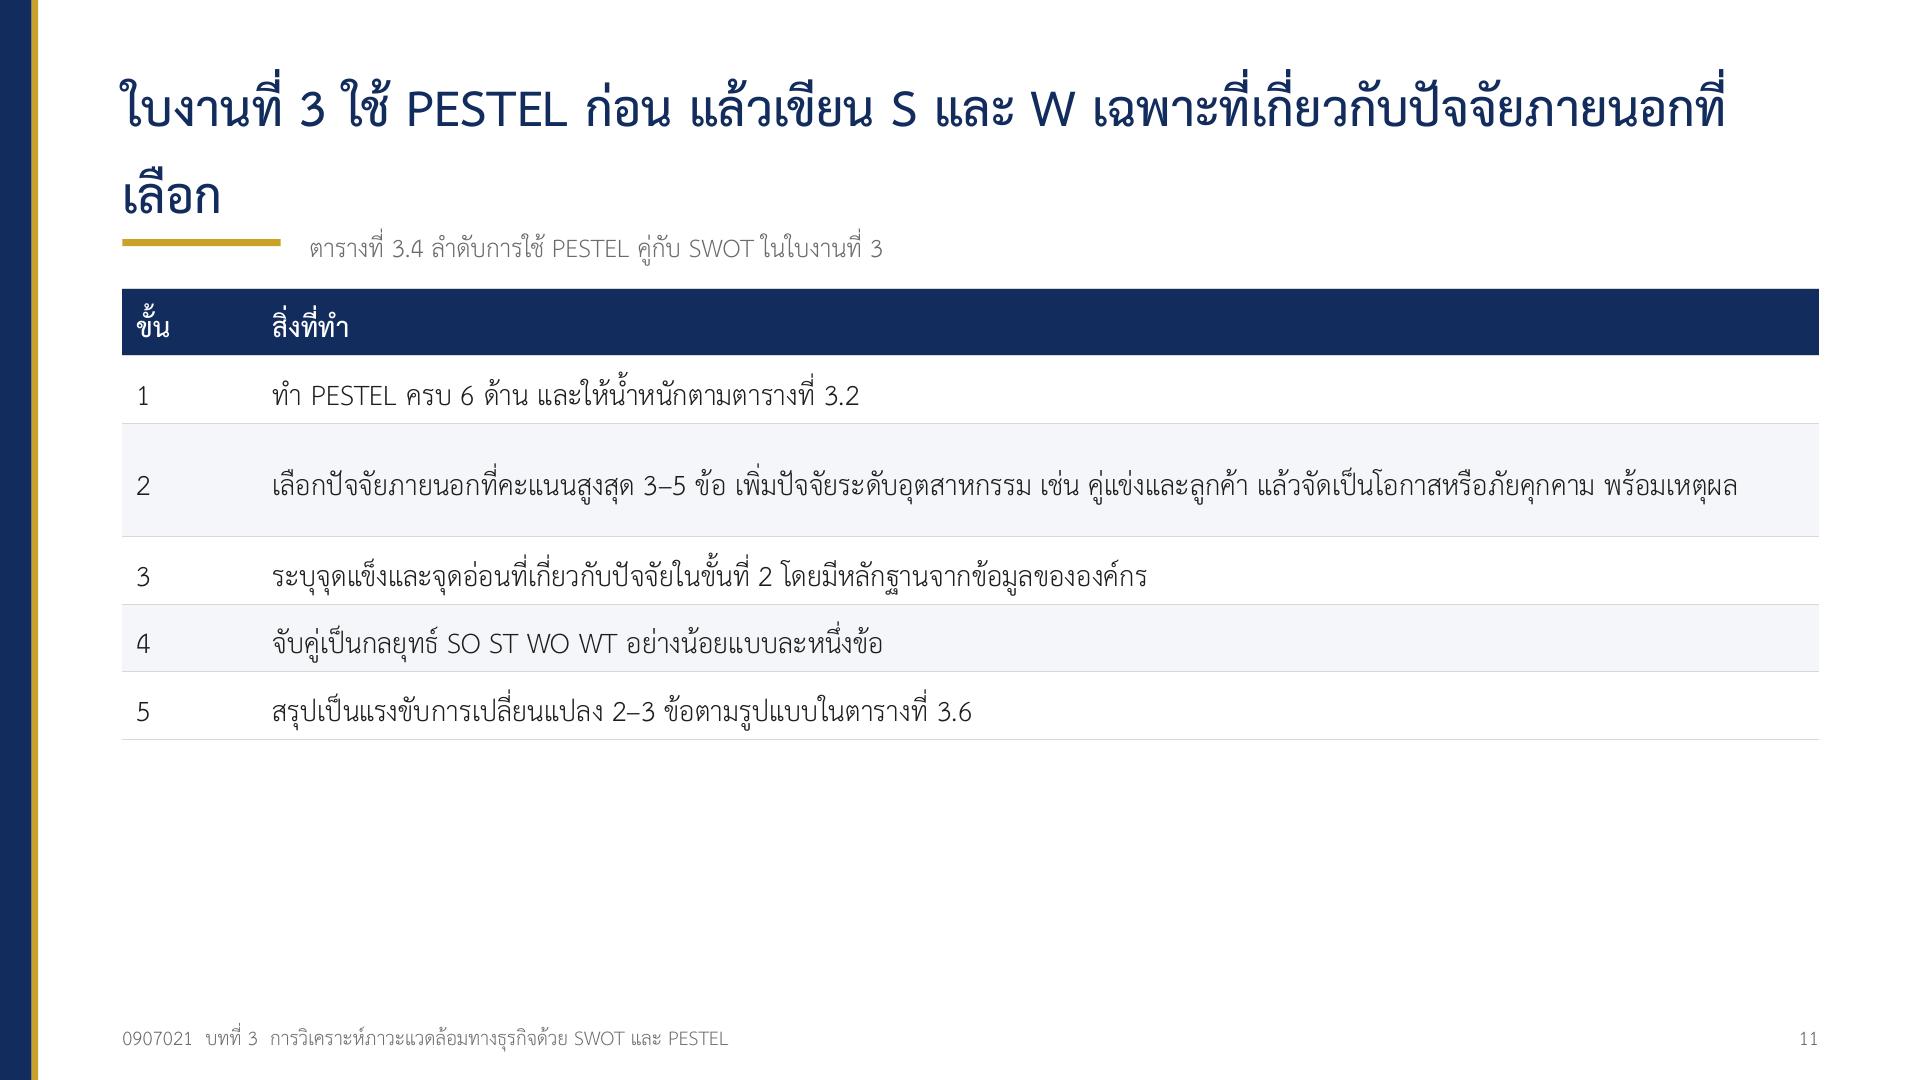 ใบงานที่ 3 ใช้ PESTEL ก่อน แล้วเขียน S และ W เฉพาะที่เกี่ยวกับปัจจัยภายนอกที่
เลือก
ตารางที่ 3.4 ลำดับการใช้ PESTEL คู่กับ SWOT ในใบงานที่ 3
ขั้น สิ่งที่ทำ
1 ทำ PESTEL ครบ 6 ด้าน และให้น้ำหนักตามตารางที่ 3.2
2 เลือกปัจจัยภายนอกที่คะแนนสูงสุด 3–5 ข้อ เพิ่มปัจจัยระดับอุตสาหกรรม เช่น คู่แข่งและลูกค้า แล้วจัดเป็นโอกาสหรือภัยคุกคาม พร้อมเหตุผล
3 ระบุจุดแข็งและจุดอ่อนที่เกี่ยวกับปัจจัยในขั้นที่ 2 โดยมีหลักฐานจากข้อมูลขององค์กร
4 จับคู่เป็นกลยุทธ์ SO ST WO WT อย่างน้อยแบบละหนึ่งข้อ
5 สรุปเป็นแรงขับการเปลี่ยนแปลง 2–3 ข้อตามรูปแบบในตารางที่ 3.6
0907021 บทที่ 3 การวิเคราะห์ภาวะแวดล้อมทางธุรกิจด้วย SWOT และ PESTEL 11